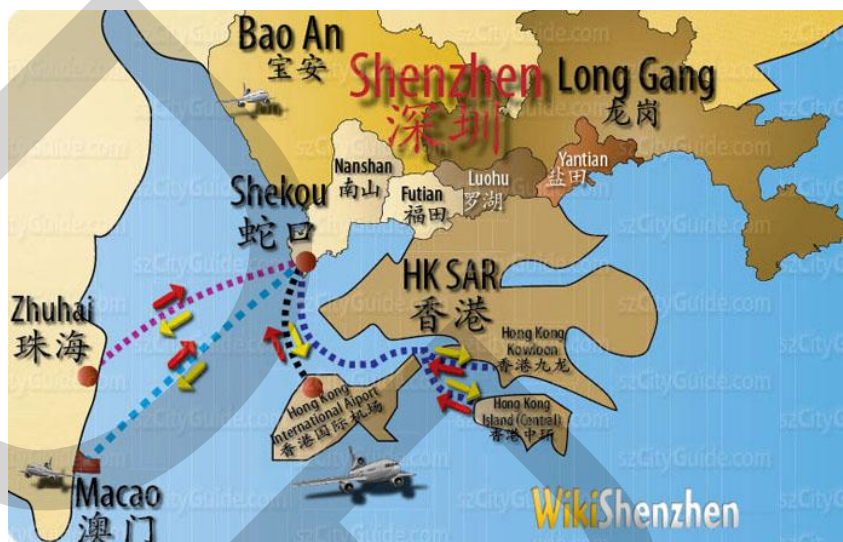 Bao An
宝安
Shenzhen
深圳
Long Gang
龙岗
Nanshan
南山
Futian
福田
Luohu
罗湖
Yantian
盐田
Shekou
蛇口
HK SAR
香港
Zhuhai
珠海
Hong Kong
Kowloon
香港九龙
Hong Kong
International Aiport
香港国际机场
Hong Kong
Island (Central)
香港中环
Macao
澳门
WikiShenzhen
szCityGuide.com